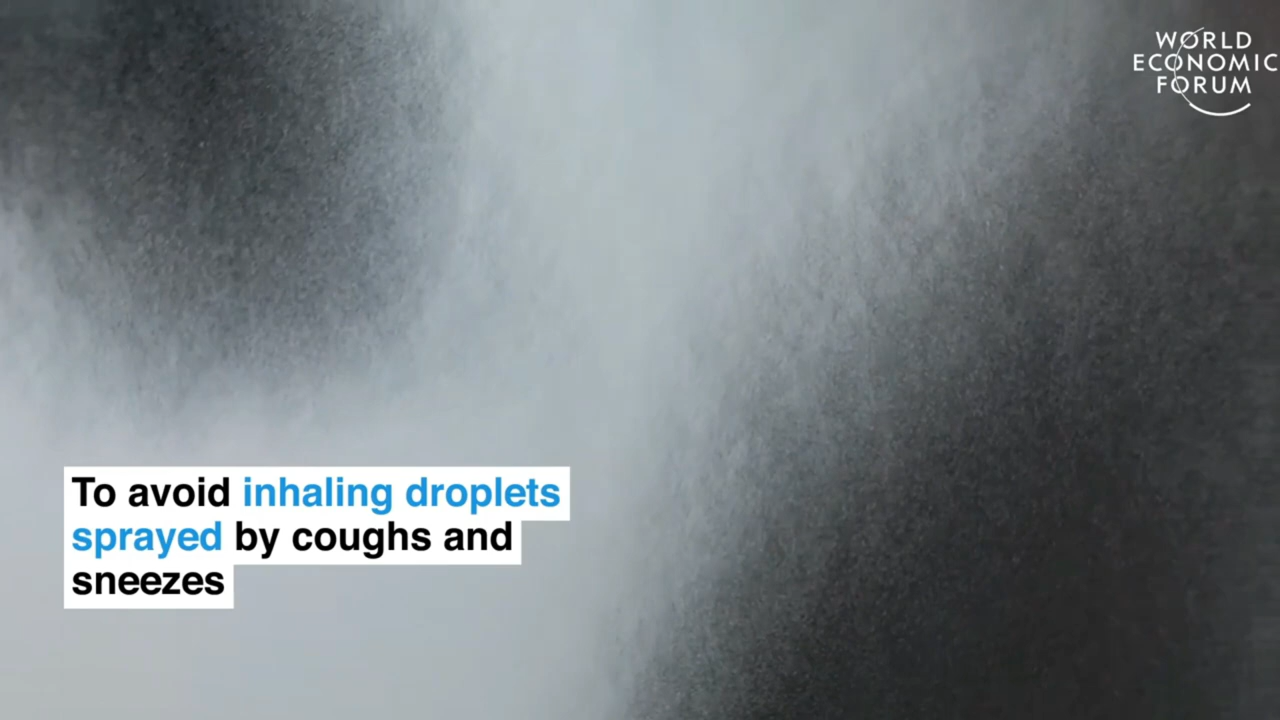 WORLD
ECONOMIC
FORUM
To avoid inhaling droplets
sprayed by coughs and
sneezes